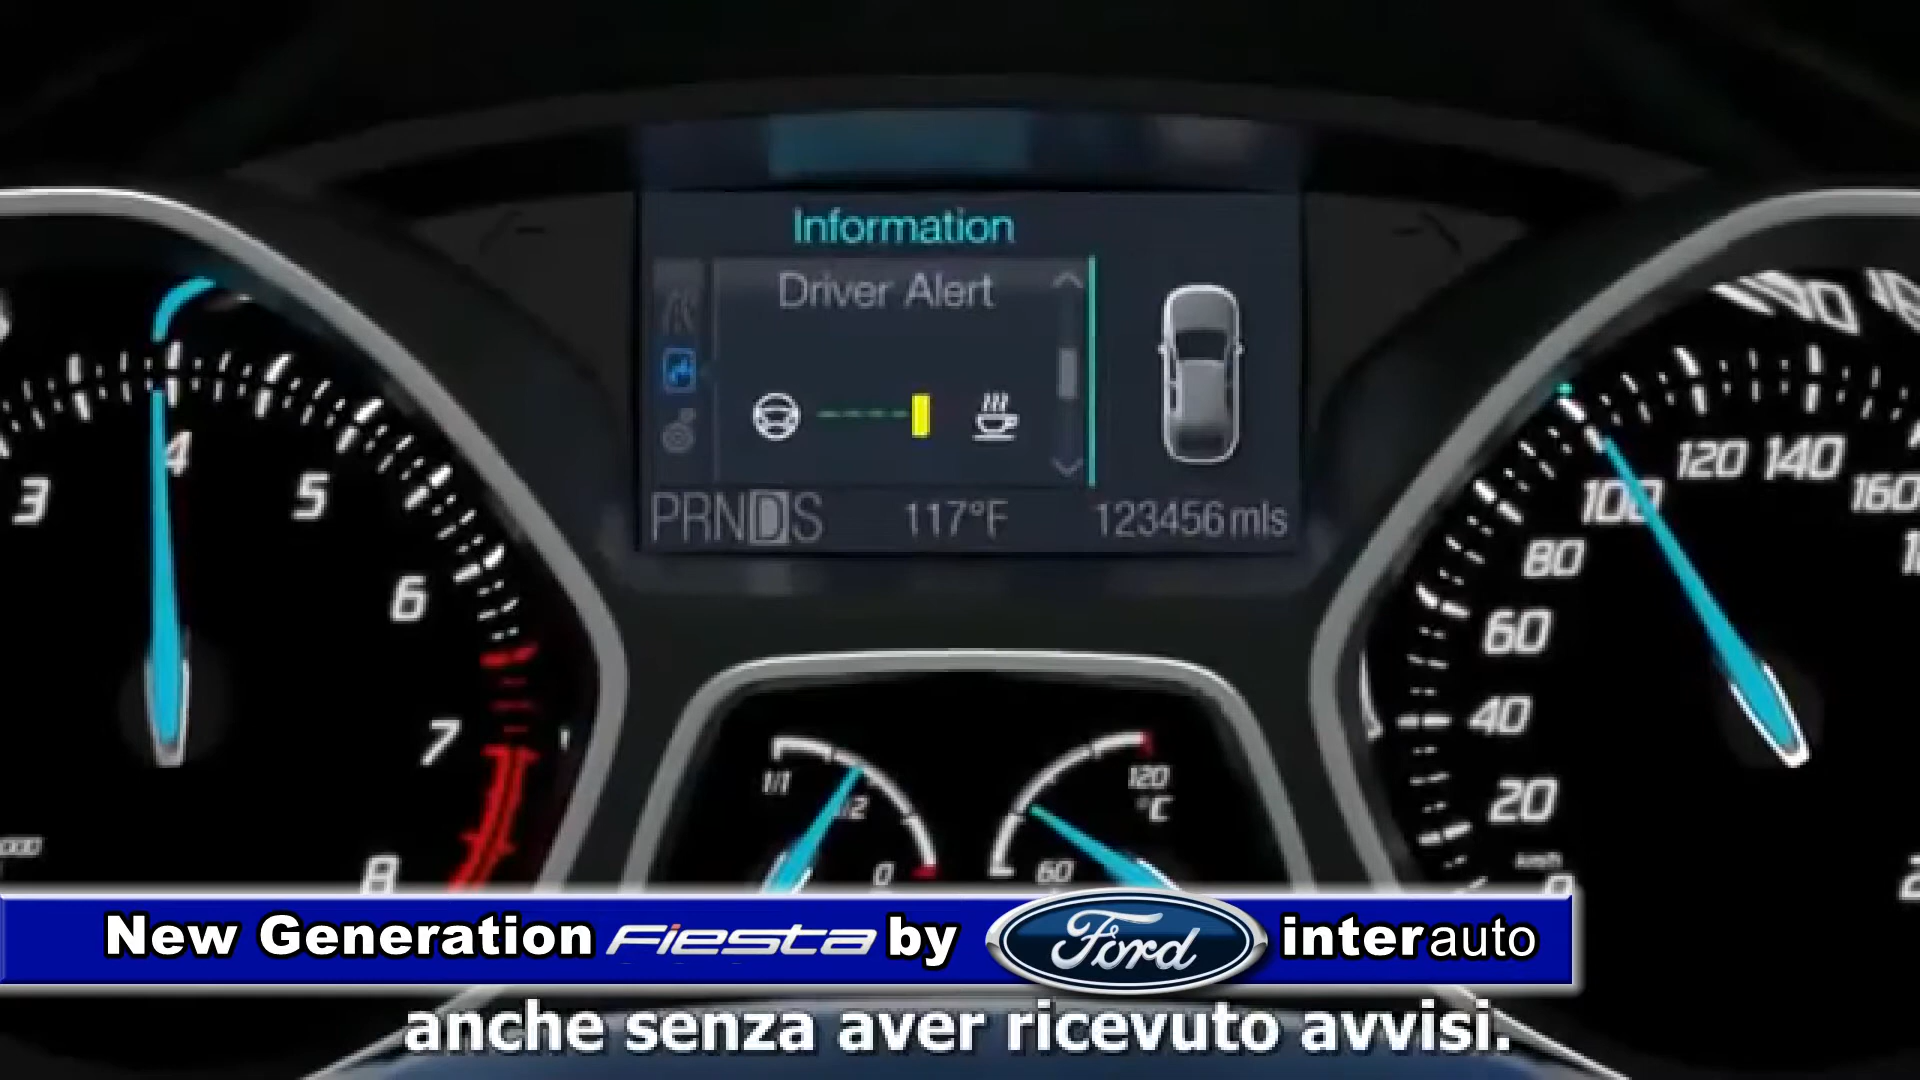 Information
Driver Alert
PRNDS 117°F 123456 mls
3
4
5
6
7
8
1/1
1/2
0
60
120
°C
0
20
40
60
80
100
120
140
160
km/h
New Generation Fiesta by Ford interauto
anche senza aver ricevuto avvisi.